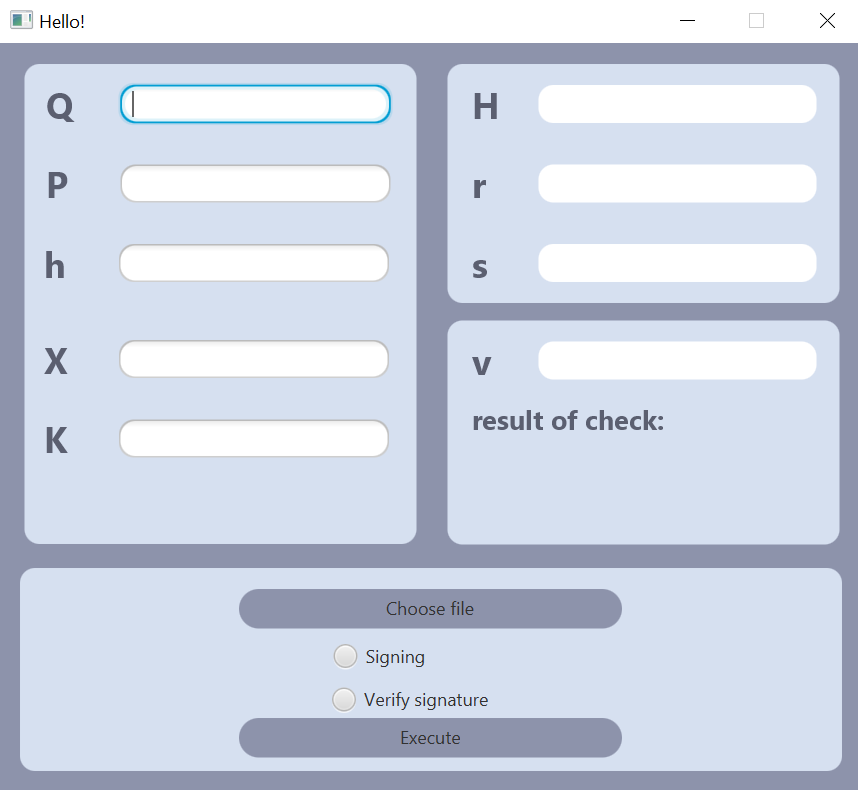 Hello!
Q
P
h
X
K
H
r
s
v
result of check:
Choose file
Signing
Verify signature
Execute